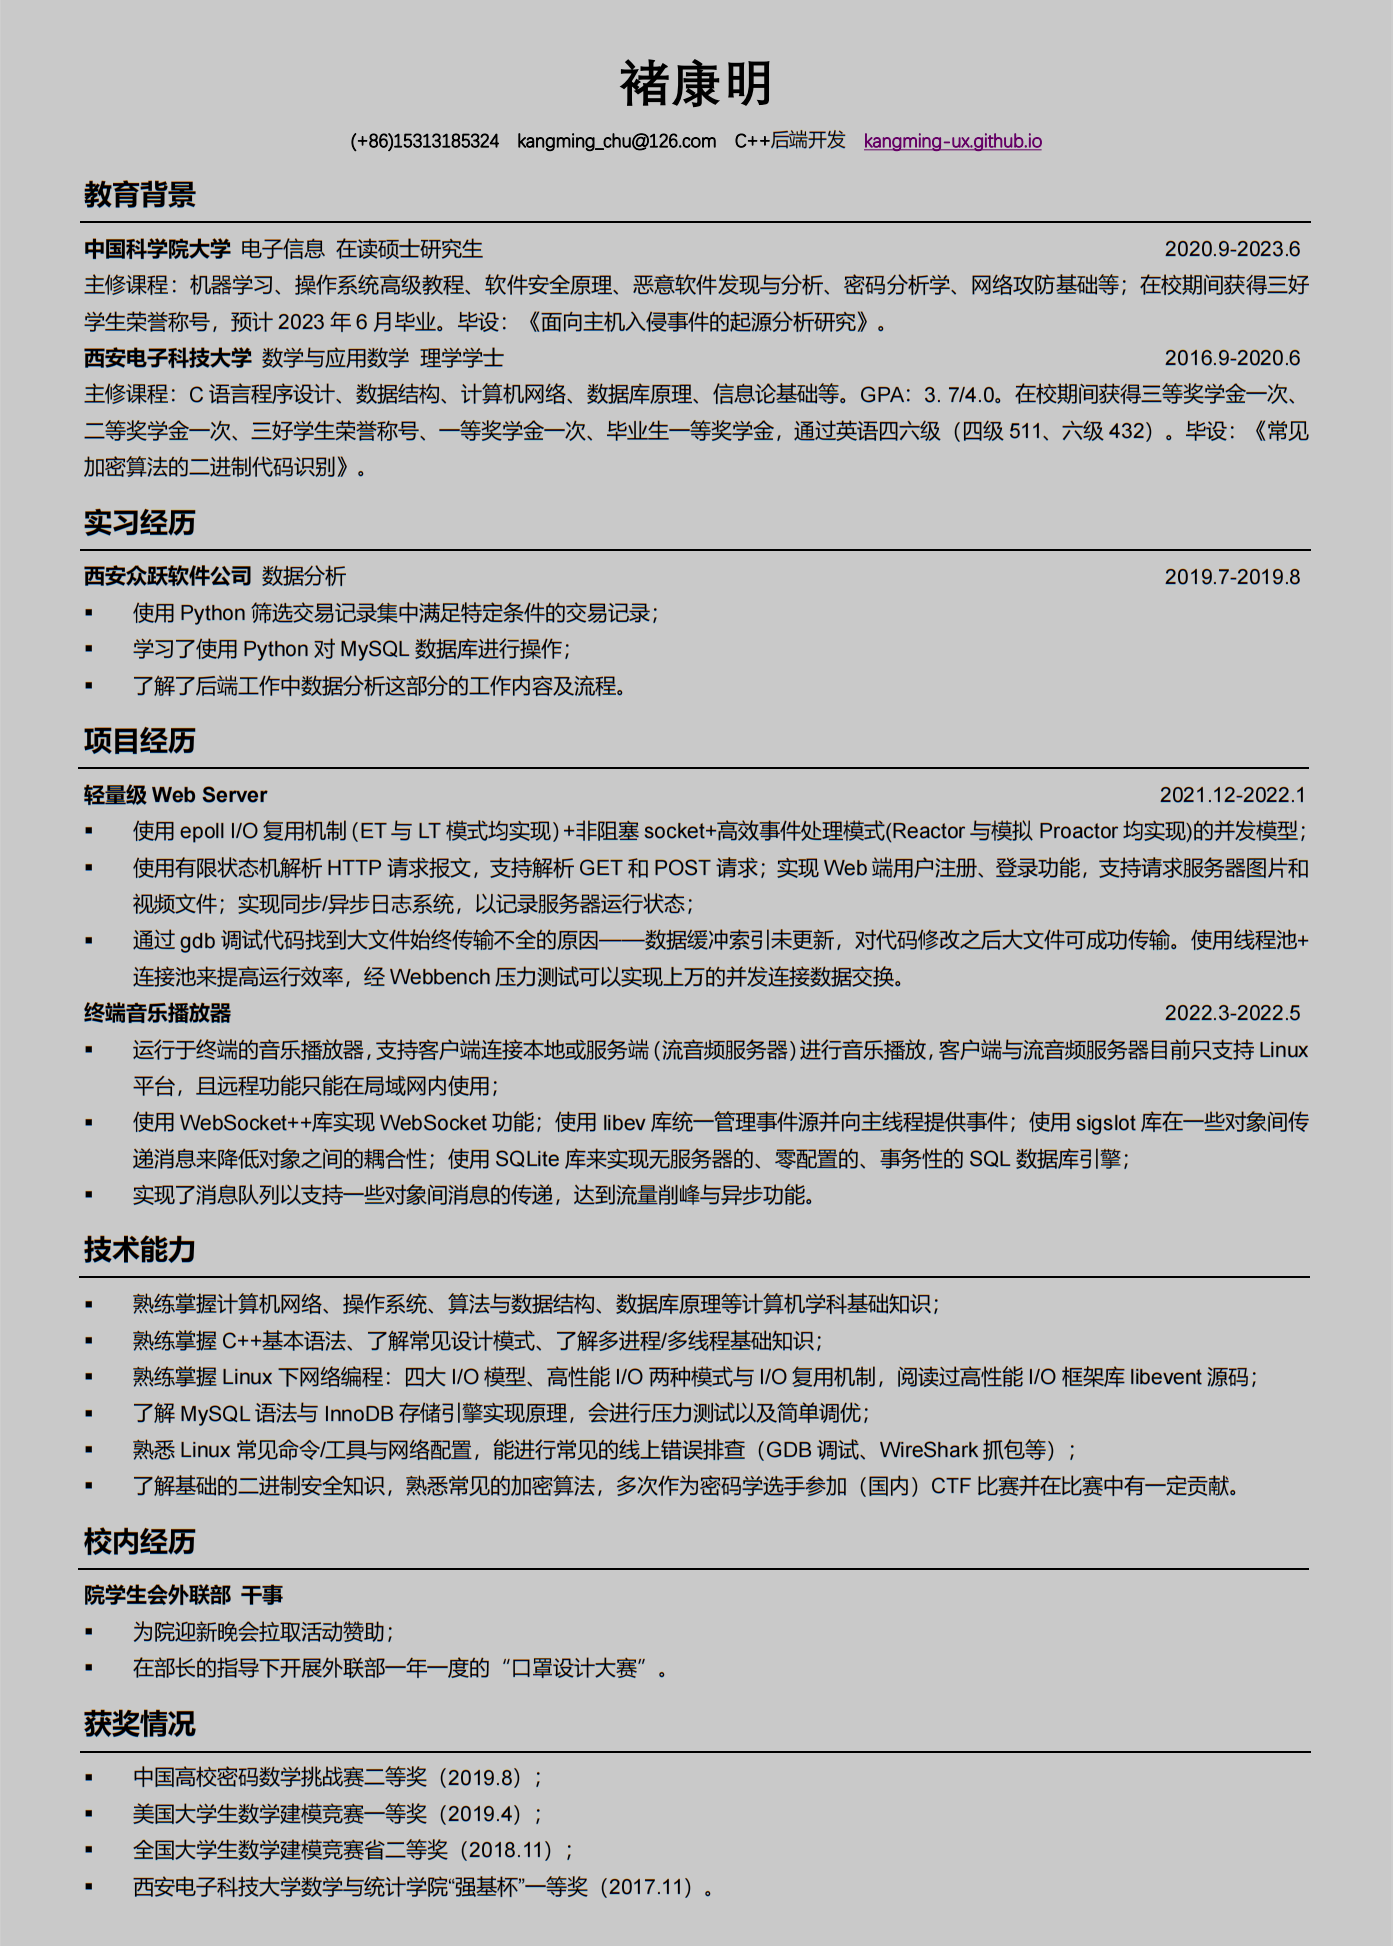 褚康明
(+86)15313185324 kangming_chu@126.com C++后端开发 kangming-ux.github.io
教育背景
中国科学院大学 电子信息 在读硕士研究生 2020.9-2023.6
主修课程：机器学习、操作系统高级教程、软件安全原理、恶意软件发现与分析、密码分析学、网络攻防基础等；在校期间获得三好
学生荣誉称号，预计 2023 年 6 月毕业。毕设：《面向主机入侵事件的起源分析研究》。
西安电子科技大学 数学与应用数学 理学学士 2016.9-2020.6
主修课程：C 语言程序设计、数据结构、计算机网络、数据库原理、信息论基础等。GPA：3. 7/4.0。在校期间获得三等奖学金一次、
二等奖学金一次、三好学生荣誉称号、一等奖学金一次、毕业生一等奖学金，通过英语四六级（四级 511、六级 432）。毕设：《常见
加密算法的二进制代码识别》。
实习经历
西安众跃软件公司 数据分析 2019.7-2019.8
▪ 使用 Python 筛选交易记录集中满足特定条件的交易记录；
▪ 学习了使用 Python 对 MySQL 数据库进行操作；
▪ 了解了后端工作中数据分析这部分的工作内容及流程。
项目经历
轻量级 Web Server 2021.12-2022.1
▪ 使用 epoll I/O 复用机制(ET 与 LT 模式均实现)+非阻塞 socket+高效事件处理模式(Reactor 与模拟 Proactor 均实现)的并发模型；
▪ 使用有限状态机解析 HTTP 请求报文，支持解析 GET 和 POST 请求；实现 Web 端用户注册、登录功能，支持请求服务器图片和
视频文件；实现同步/异步日志系统，以记录服务器运行状态；
▪ 通过 gdb 调试代码找到大文件始终传输不全的原因——数据缓冲索引未更新，对代码修改之后大文件可成功传输。使用线程池+
连接池来提高运行效率，经 Webbench 压力测试可以实现上万的并发连接数据交换。
终端音乐播放器 2022.3-2022.5
▪ 运行于终端的音乐播放器，支持客户端连接本地或服务端(流音频服务器)进行音乐播放，客户端与流音频服务器目前只支持 Linux
平台，且远程功能只能在局域网内使用；
▪ 使用 WebSocket++库实现 WebSocket 功能；使用 libev 库统一管理事件源并向主线程提供事件；使用 sigslot 库在一些对象间传
递消息来降低对象之间的耦合性；使用 SQLite 库来实现无服务器的、零配置的、事务性的 SQL 数据库引擎；
▪ 实现了消息队列以支持一些对象间消息的传递，达到流量削峰与异步功能。
技术能力
▪ 熟练掌握计算机网络、操作系统、算法与数据结构、数据库原理等计算机学科基础知识；
▪ 熟练掌握 C++基本语法、了解常见设计模式、了解多进程/多线程基础知识；
▪ 熟练掌握 Linux 下网络编程：四大 I/O 模型、高性能 I/O 两种模式与 I/O 复用机制，阅读过高性能 I/O 框架库 libevent 源码；
▪ 了解 MySQL 语法与 InnoDB 存储引擎实现原理，会进行压力测试以及简单调优；
▪ 熟悉 Linux 常见命令/工具与网络配置，能进行常见的线上错误排查（GDB 调试、WireShark 抓包等）；
▪ 了解基础的二进制安全知识，熟悉常见的加密算法，多次作为密码学选手参加（国内）CTF 比赛并在比赛中有一定贡献。
校内经历
院学生会外联部 干事
▪ 为院迎新晚会拉取活动赞助；
▪ 在部长的指导下开展外联部一年一度的“口罩设计大赛”。
获奖情况
▪ 中国高校密码数学挑战赛二等奖（2019.8）；
▪ 美国大学生数学建模竞赛一等奖（2019.4）；
▪ 全国大学生数学建模竞赛省二等奖（2018.11）；
▪ 西安电子科技大学数学与统计学院“强基杯”一等奖（2017.11）。